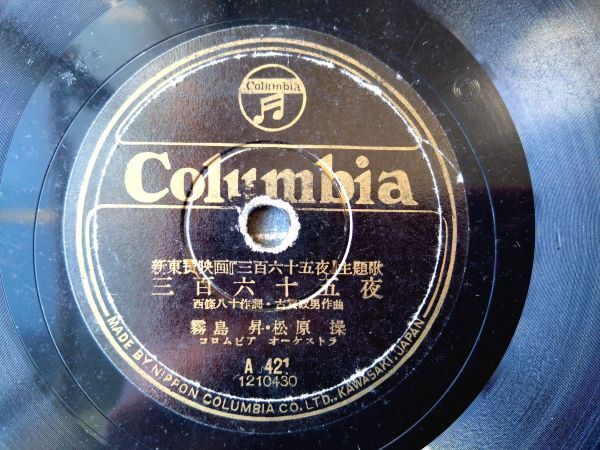 Columbia
Columbia
新東寶映画『三百六十五夜』主題歌
三百六十五夜
西條八十作詞・古賀政男作曲
霧島 昇・松原 操
コロムビア オーケストラ
A 421
1210430
MADE BY NIPPON COLUMBIA CO., LTD., KAWASAKI, JAPAN